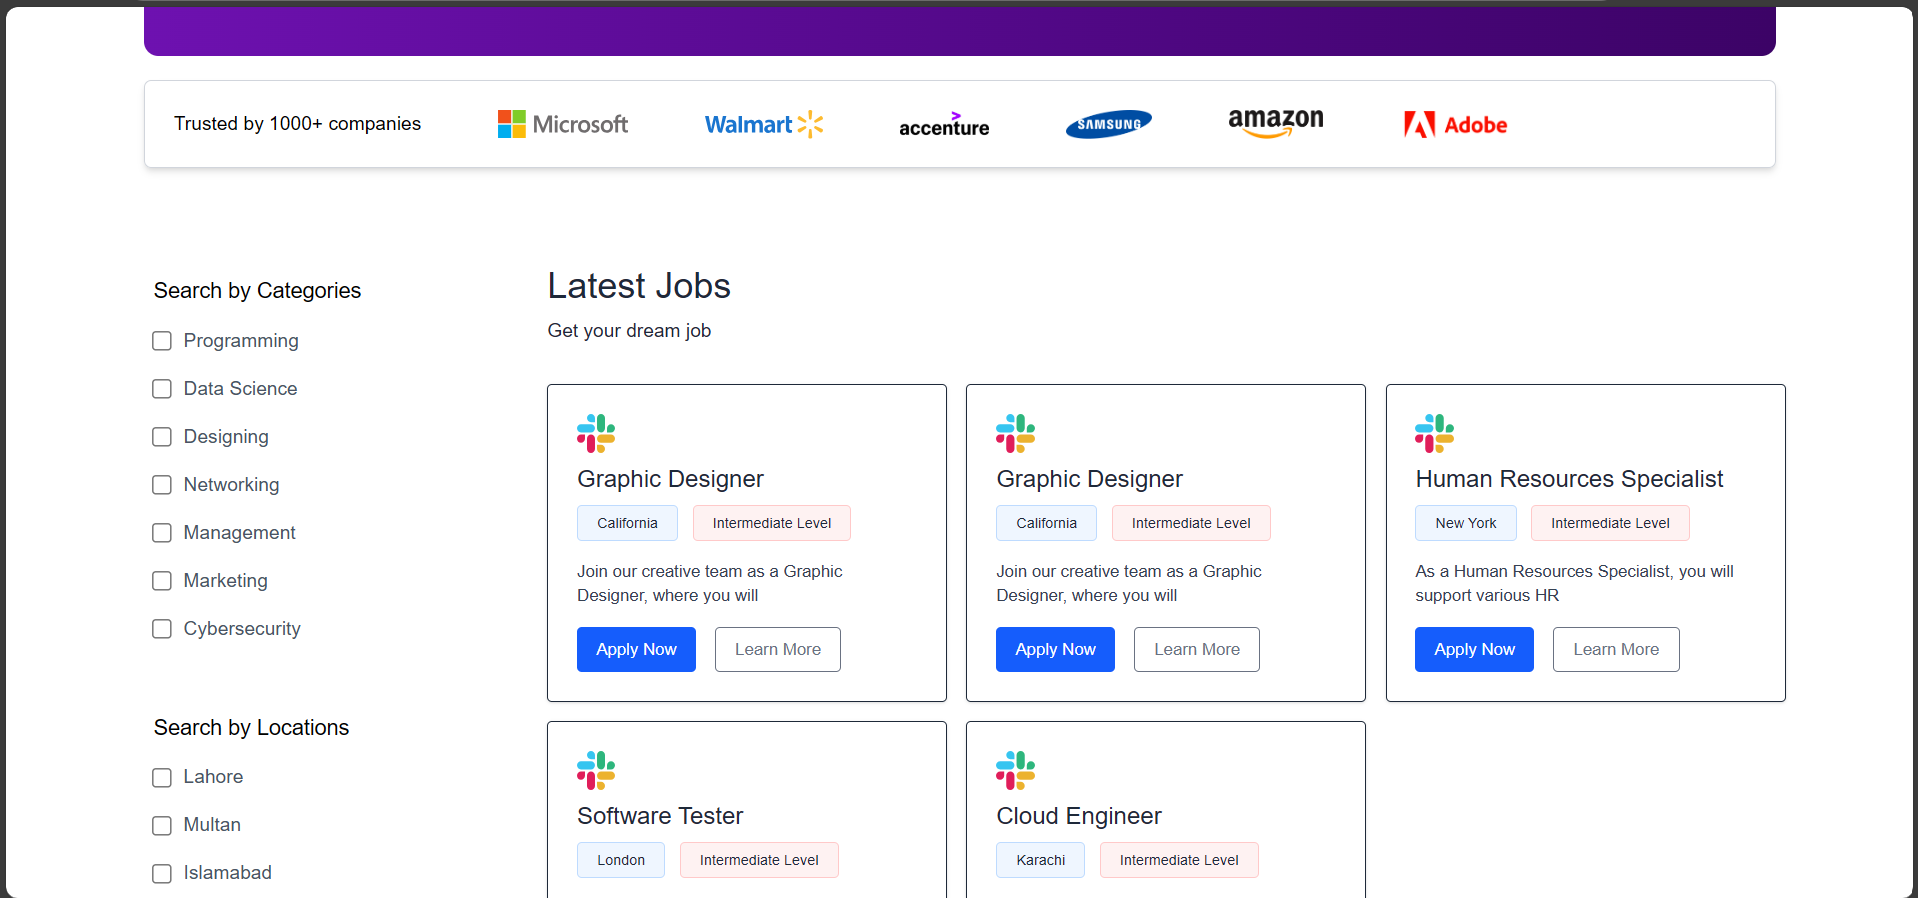 Trusted by 1000+ companies
Microsoft
Walmart
accenture
SAMSUNG
amazon
Adobe
Search by Categories
Programming
Data Science
Designing
Networking
Management
Marketing
Cybersecurity
Search by Locations
Lahore
Multan
Islamabad
Latest Jobs
Get your dream job
Graphic Designer
California Intermediate Level
Join our creative team as a Graphic
Designer, where you will
Apply Now Learn More
Graphic Designer
California Intermediate Level
Join our creative team as a Graphic
Designer, where you will
Apply Now Learn More
Human Resources Specialist
New York Intermediate Level
As a Human Resources Specialist, you will
support various HR
Apply Now Learn More
Software Tester
London Intermediate Level
Cloud Engineer
Karachi Intermediate Level